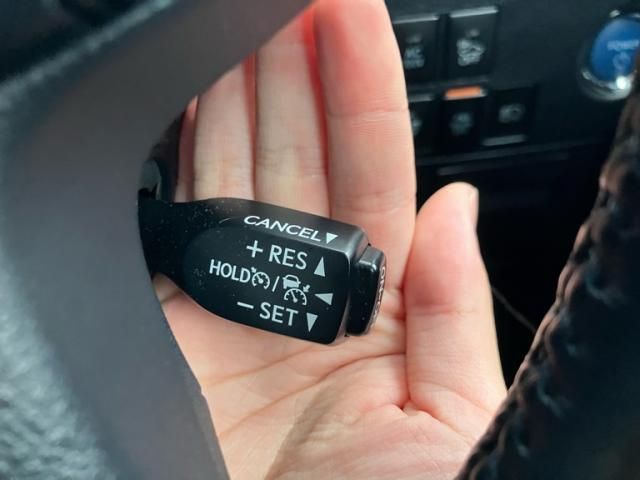 CANCEL▼
+ RES ▲
HOLD /
− SET ▼